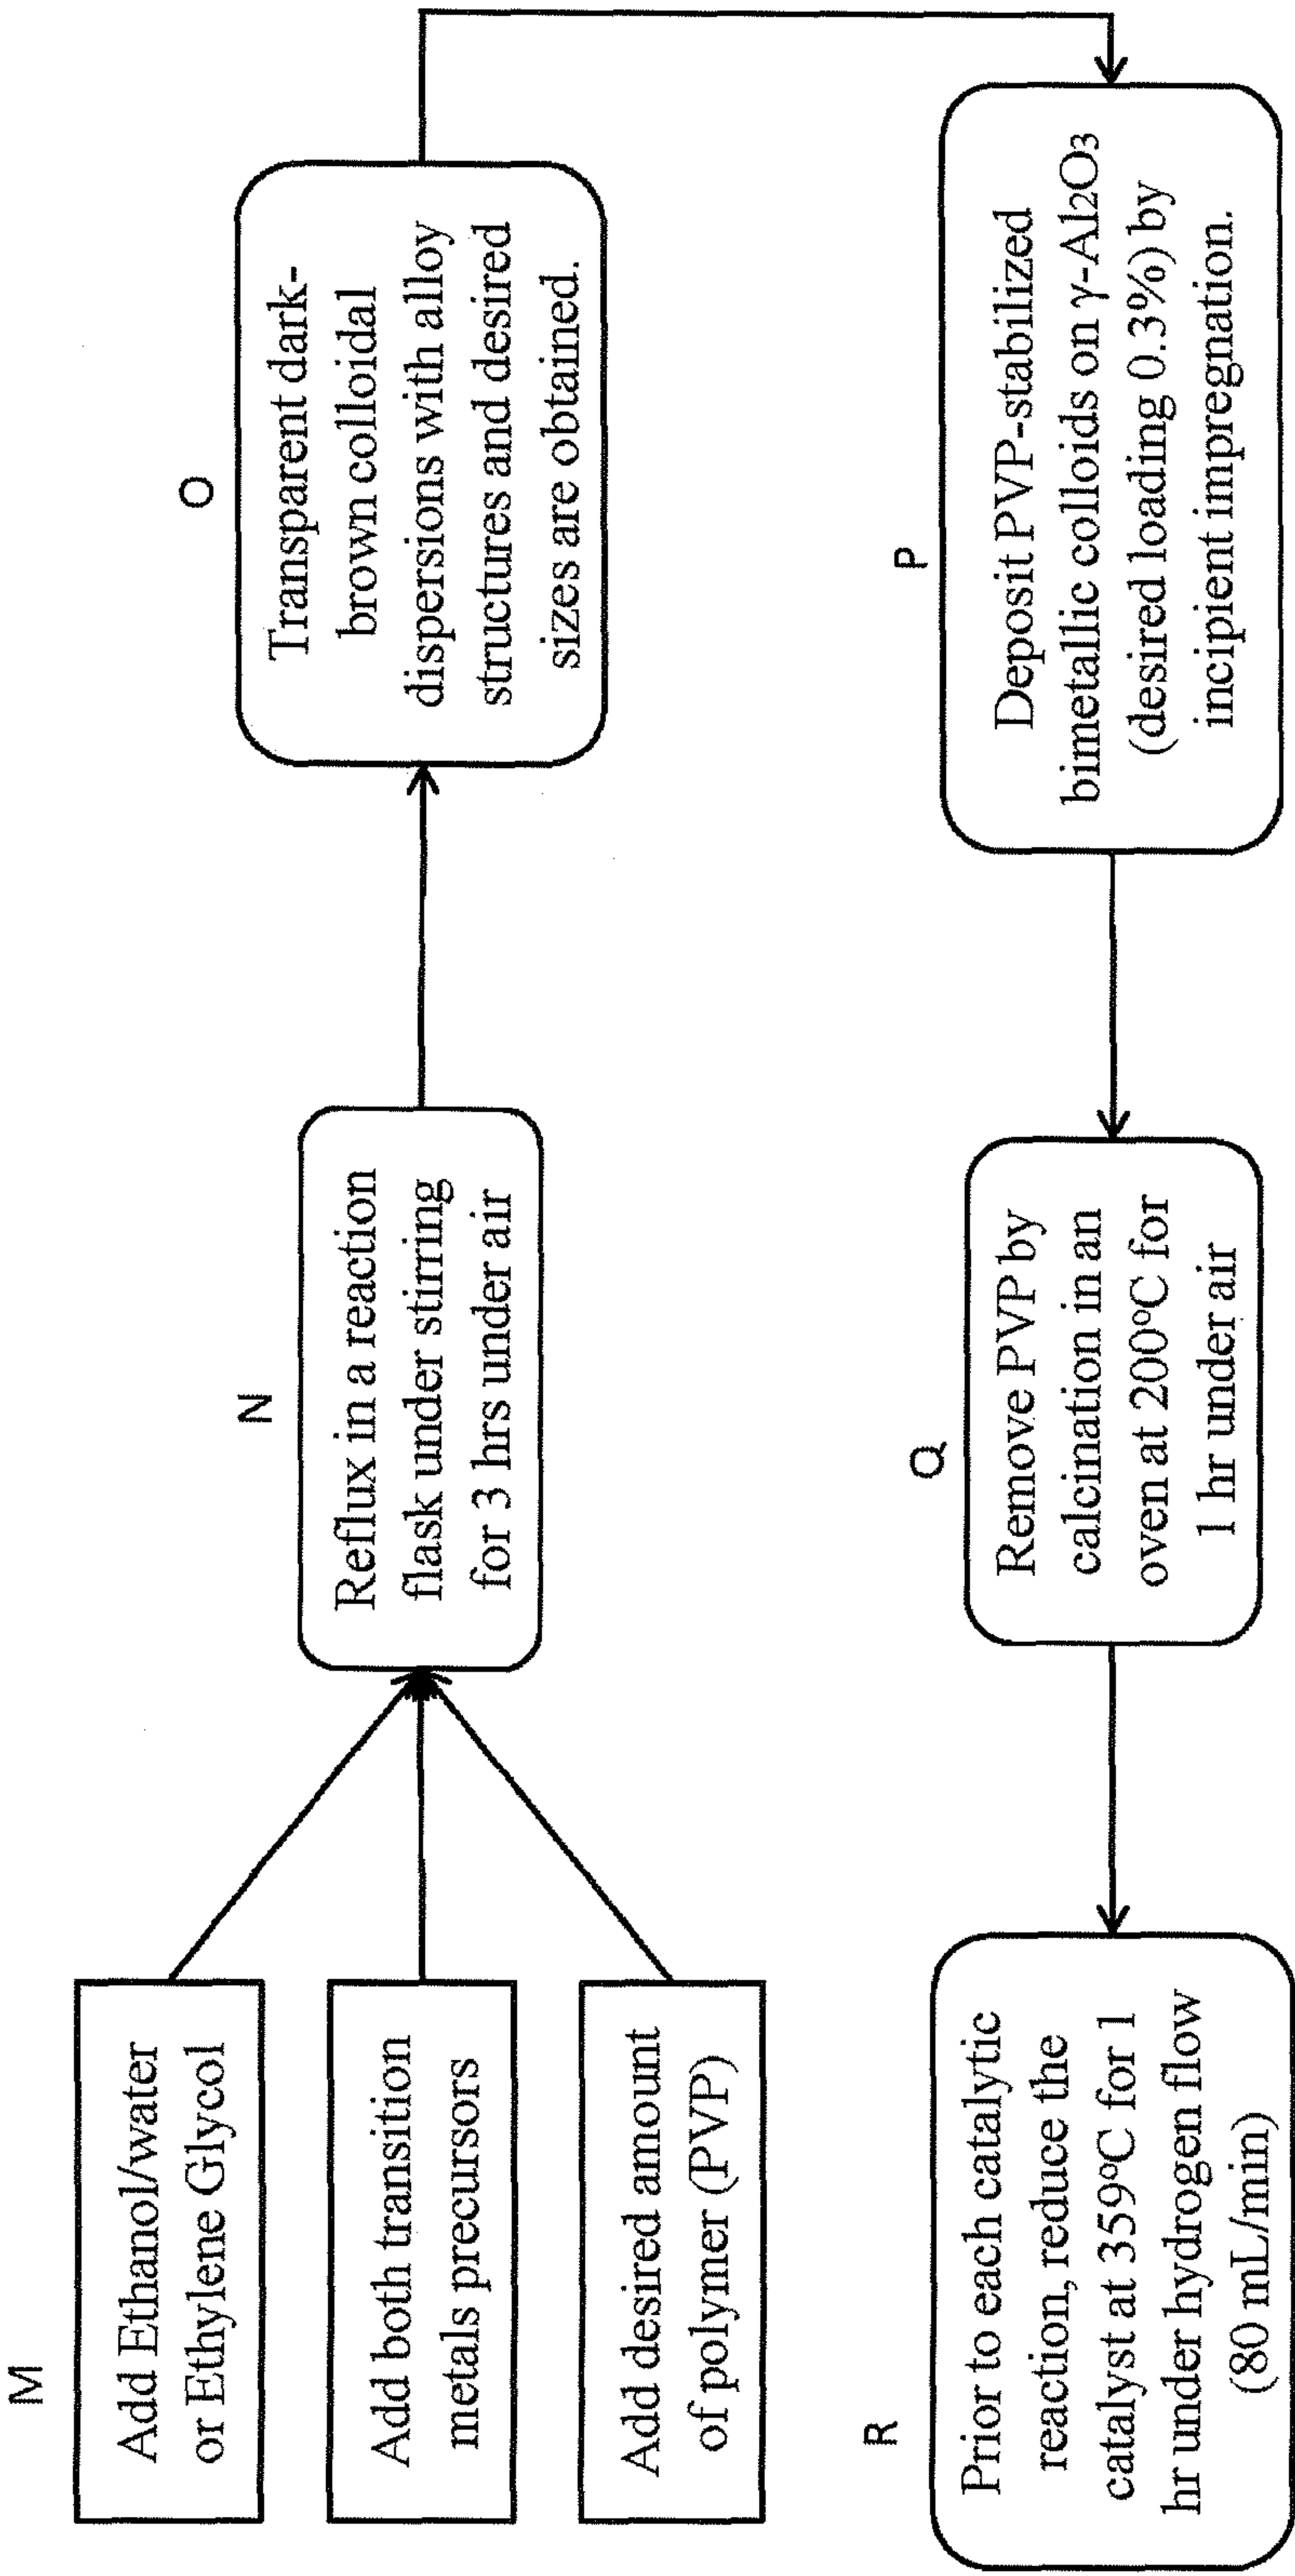 M
Add Ethanol/water
or Ethylene Glycol
Add both transition
metals precursors
Add desired amount
of polymer (PVP)
N
Reflux in a reaction
flask under stirring
for 3 hrs under air
O
Transparent dark-
brown colloidal
dispersions with alloy
structures and desired
sizes are obtained.
P
Deposit PVP-stabilized
bimetallic colloids on γ-Al₂O₃
(desired loading 0.3%) by
incipient impregnation.
Q
Remove PVP by
calcination in an
oven at 200°C for
1 hr under air
R
Prior to each catalytic
reaction, reduce the
catalyst at 359°C for 1
hr under hydrogen flow
(80 mL/min)